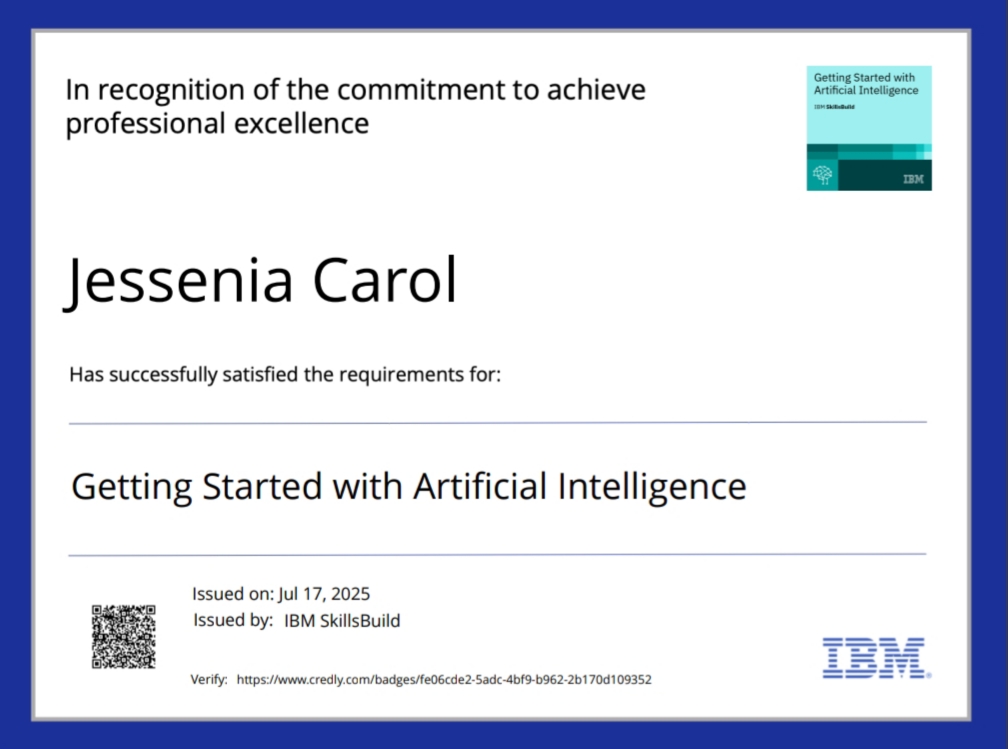 In recognition of the commitment to achieve
professional excellence
Getting Started with
Artificial Intelligence
IBM SkillsBuild
IBM
Jessenia Carol
Has successfully satisfied the requirements for:
Getting Started with Artificial Intelligence
Issued on: Jul 17, 2025
Issued by: IBM SkillsBuild
Verify: https://www.credly.com/badges/fe06cde2-5adc-4bf9-b962-2b170d109352
IBM®